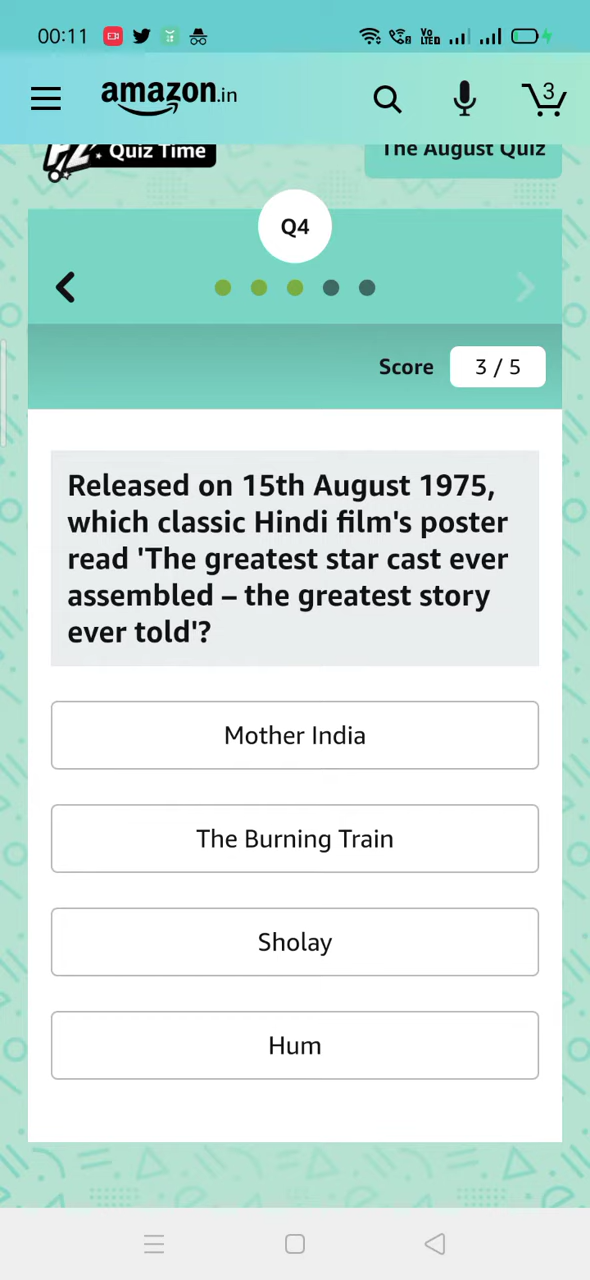 00:11
amazon.in
3
Quiz Time
The August Quiz
Q4
Score 3 / 5
Released on 15th August 1975,
which classic Hindi film's poster
read 'The greatest star cast ever
assembled – the greatest story
ever told'?
Mother India
The Burning Train
Sholay
Hum